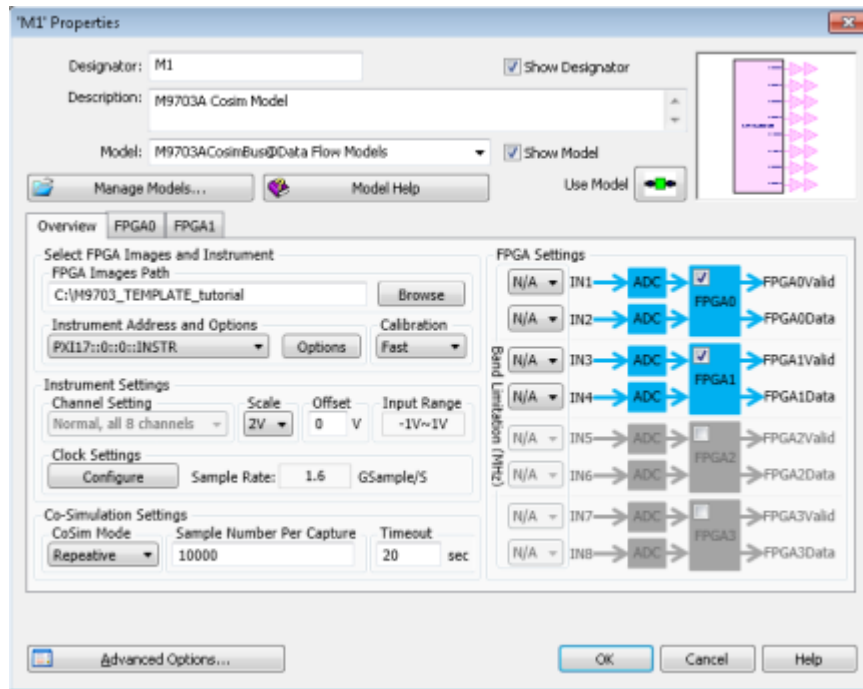 'M1' Properties
Designator: M1
Show Designator
Description: M9703A Cosim Model
Model: M9703ACosimBus@Data Flow Models
Show Model
Manage Models...
Model Help
Use Model
Overview FPGA0 FPGA1
Select FPGA Images and Instrument
FPGA Images Path
C:\M9703_TEMPLATE_tutorial
Browse
Instrument Address and Options
Calibration
PXI17::0::0::INSTR
Options
Fast
Instrument Settings
Channel Setting Scale Offset Input Range
Normal, all 8 channels 2V 0 V -1V~1V
Clock Settings
Configure Sample Rate: 1.6 GSample/S
Co-Simulation Settings
CoSim Mode Sample Number Per Capture Timeout
Repeative 10000 20 sec
FPGA Settings
Band Limitation (MHz)
N/A IN1 ADC FPGA0 FPGA0Valid
N/A IN2 ADC FPGA0Data
N/A IN3 ADC FPGA1 FPGA1Valid
N/A IN4 ADC FPGA1Data
N/A IN5 ADC FPGA2 FPGA2Valid
N/A IN6 ADC FPGA2Data
N/A IN7 ADC FPGA3 FPGA3Valid
N/A IN8 ADC FPGA3Data
Advanced Options...
OK Cancel Help